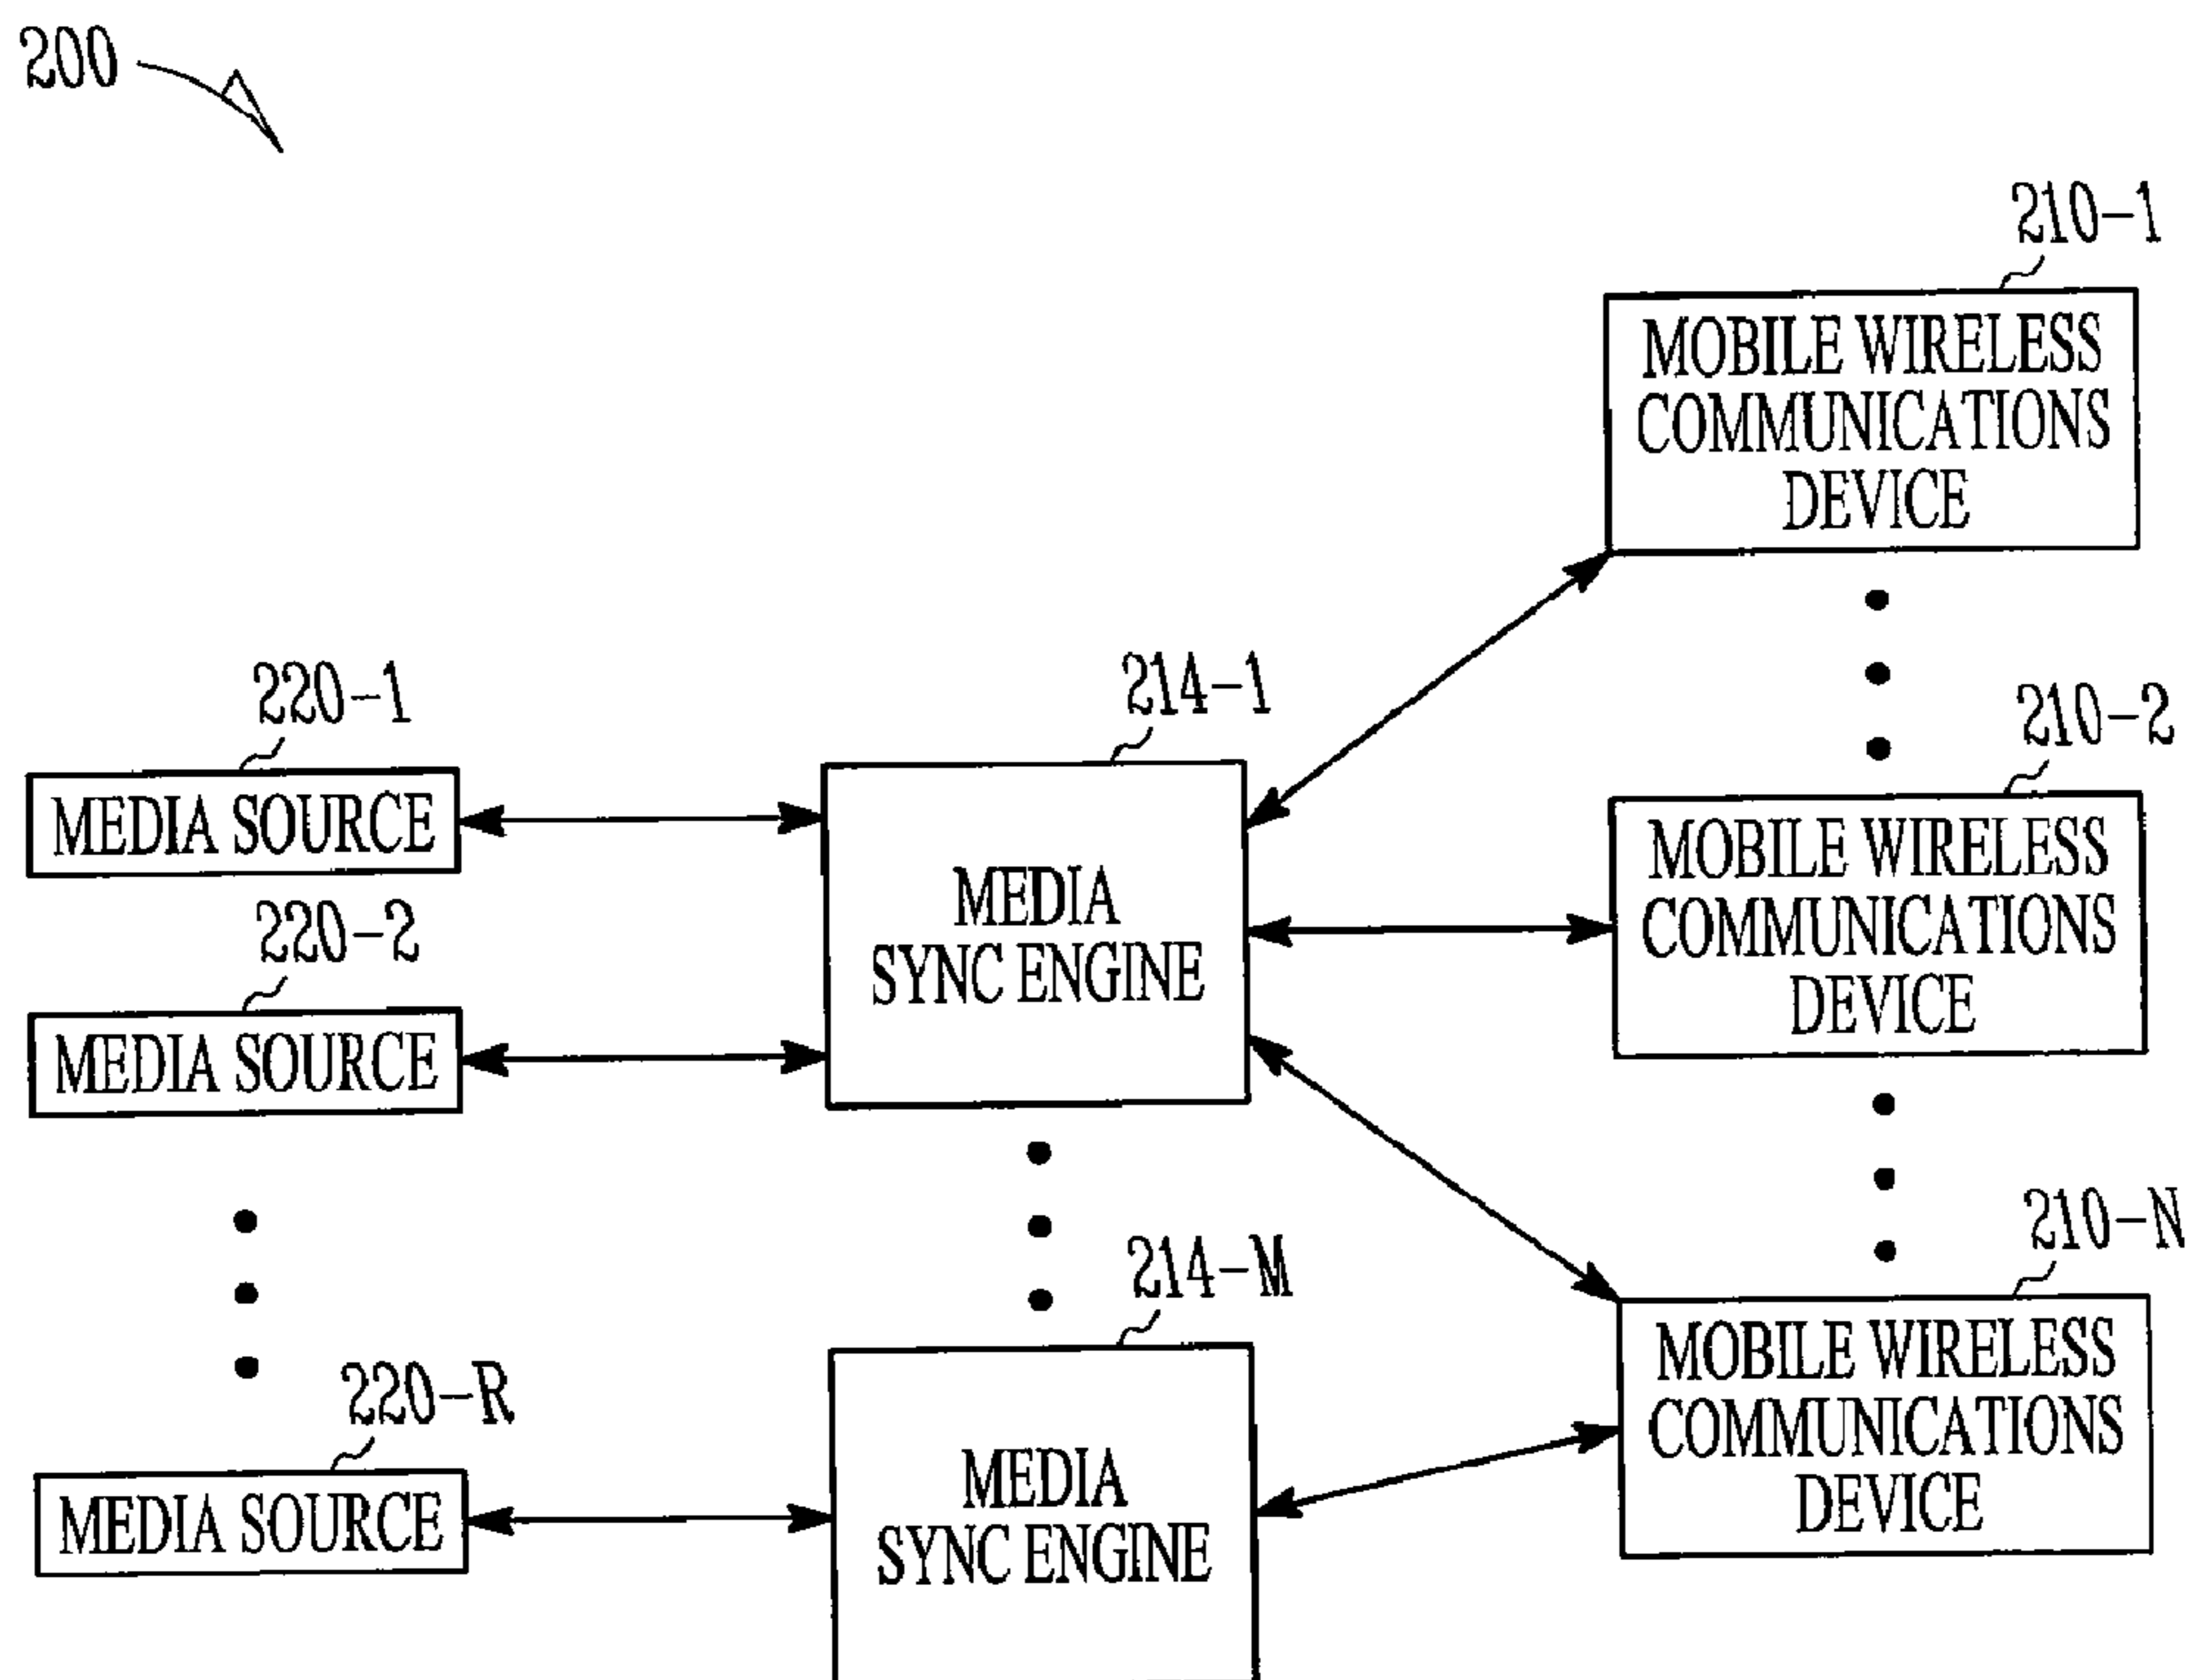 200
210-1
MOBILE WIRELESS
COMMUNICATIONS
DEVICE
220-1
MEDIA SOURCE
214-1
MEDIA
SYNC ENGINE
210-2
MOBILE WIRELESS
COMMUNICATIONS
DEVICE
220-2
MEDIA SOURCE
220-R
MEDIA SOURCE
214-M
MEDIA
SYNC ENGINE
210-N
MOBILE WIRELESS
COMMUNICATIONS
DEVICE